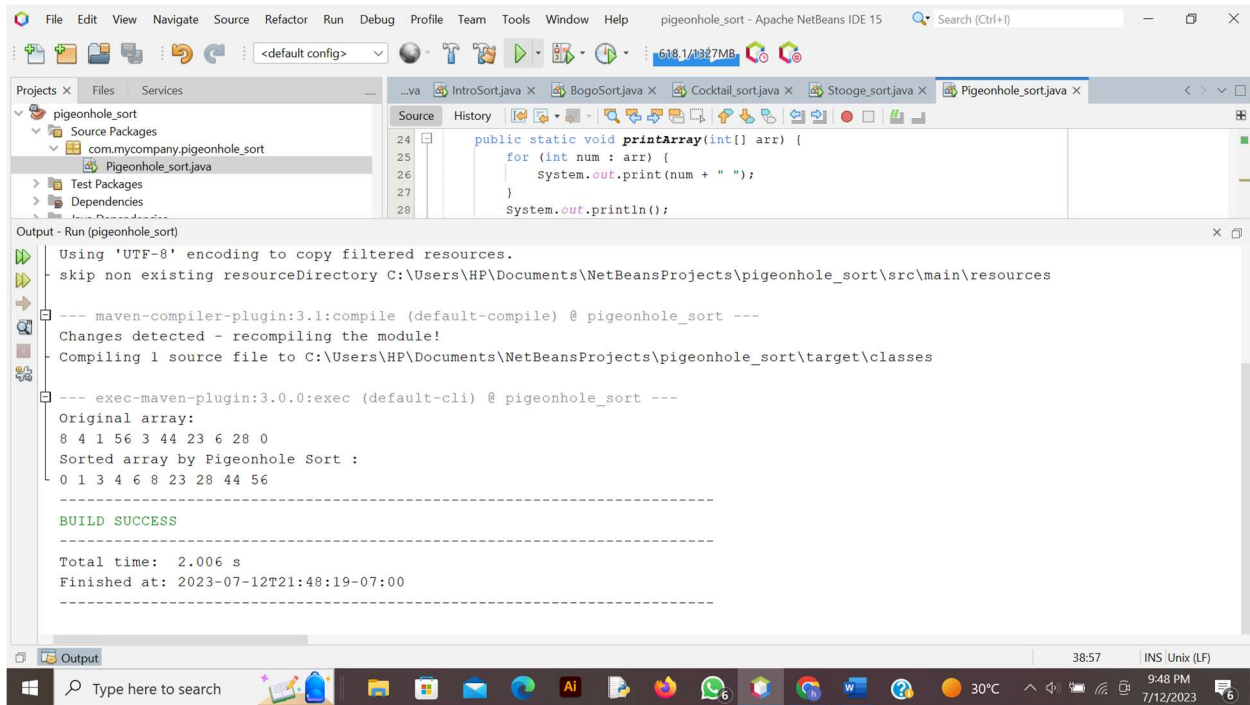 File Edit View Navigate Source Refactor Run Debug Profile Team Tools Window Help pigeonhole_sort - Apache NetBeans IDE 15 Search (Ctrl+I)
<default config> 618.1/1327MB
Projects Files Services
...va IntroSort.java BogoSort.java Cocktail_sort.java Stooge_sort.java Pigeonhole_sort.java
pigeonhole_sort
Source Packages
com.mycompany.pigeonhole_sort
Pigeonhole_sort.java
Test Packages
Dependencies
Java Dependencies
Source History
24 public static void printArray(int[] arr) {
25 for (int num : arr) {
26 System.out.print(num + " ");
27 }
28 System.out.println();
Output - Run (pigeonhole_sort)
Using 'UTF-8' encoding to copy filtered resources.
skip non existing resourceDirectory C:\Users\HP\Documents\NetBeansProjects\pigeonhole_sort\src\main\resources
--- maven-compiler-plugin:3.1:compile (default-compile) @ pigeonhole_sort ---
Changes detected - recompiling the module!
Compiling 1 source file to C:\Users\HP\Documents\NetBeansProjects\pigeonhole_sort\target\classes
--- exec-maven-plugin:3.0.0:exec (default-cli) @ pigeonhole_sort ---
Original array:
8 4 1 56 3 44 23 6 28 0
Sorted array by Pigeonhole Sort :
0 1 3 4 6 8 23 28 44 56
------------------------------------------------------------------------
BUILD SUCCESS
------------------------------------------------------------------------
Total time:  2.006 s
Finished at: 2023-07-12T21:48:19-07:00
------------------------------------------------------------------------
Output
38:57 INS Unix (LF)
Type here to search Ai 6 30°C 9:48 PM
7/12/2023 6